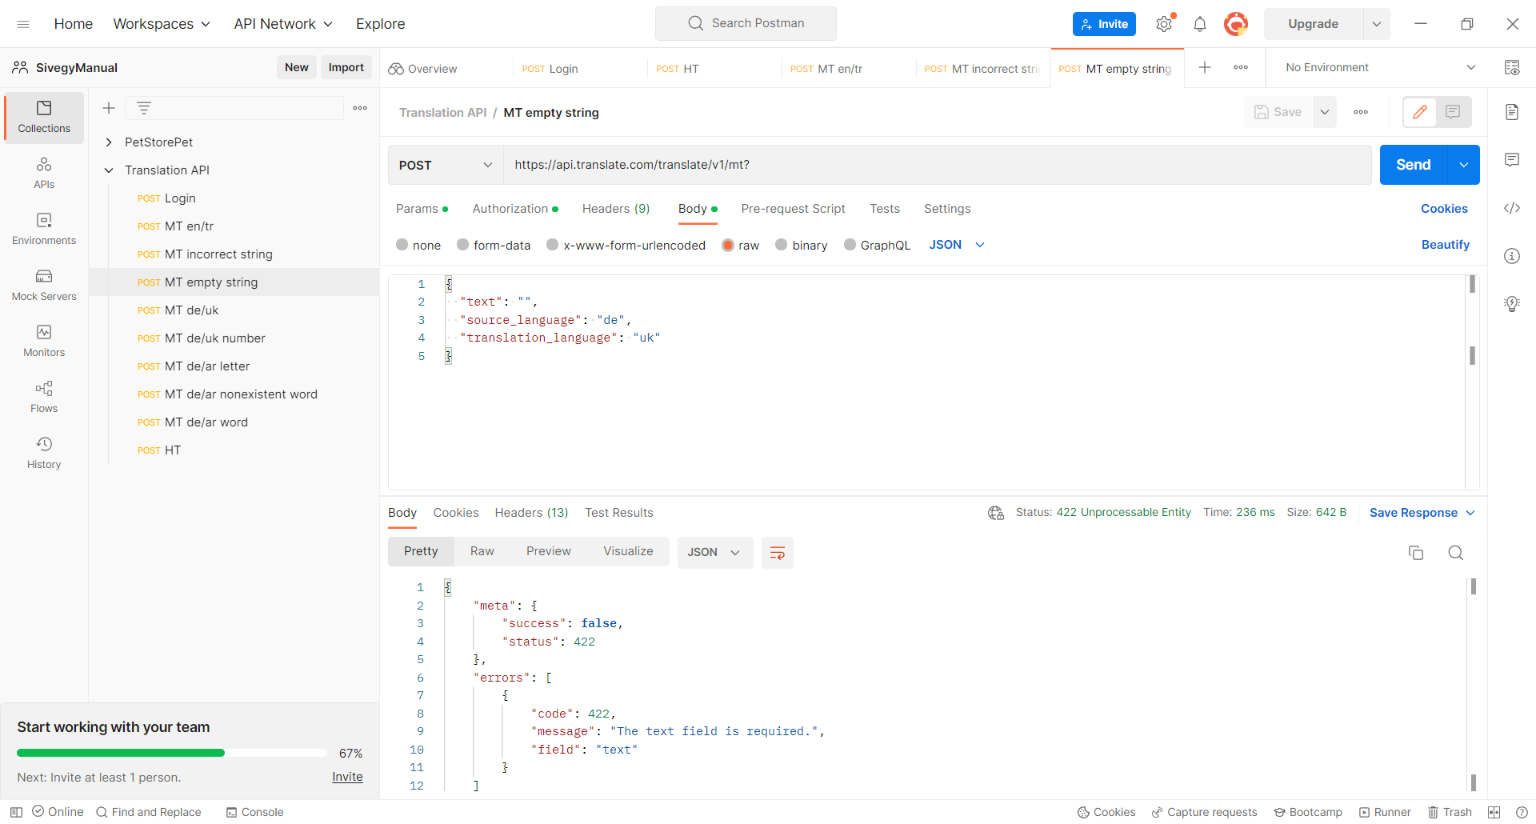 Home Workspaces API Network Explore Search Postman Invite Upgrade
SivegyManual New Import Overview POST Login POST HT POST MT en/tr POST MT incorrect stri POST MT empty string No Environment
Collections
APIs
Environments
Mock Servers
Monitors
Flows
History
PetStorePet
Translation API
POST Login
POST MT en/tr
POST MT incorrect string
POST MT empty string
POST MT de/uk
POST MT de/uk number
POST MT de/ar letter
POST MT de/ar nonexistent word
POST MT de/ar word
POST HT
Start working with your team
67%
Next: Invite at least 1 person. Invite
Translation API / MT empty string Save
POST https://api.translate.com/translate/v1/mt? Send
Params Authorization Headers (9) Body Pre-request Script Tests Settings Cookies
none form-data x-www-form-urlencoded raw binary GraphQL JSON Beautify
1 {
2 "text": "",
3 "source_language": "de",
4 "translation_language": "uk"
5 }
Body Cookies Headers (13) Test Results Status: 422 Unprocessable Entity Time: 236 ms Size: 642 B Save Response
Pretty Raw Preview Visualize JSON
1 {
2 "meta": {
3 "success": false,
4 "status": 422
5 },
6 "errors": [
7 {
8 "code": 422,
9 "message": "The text field is required.",
10 "field": "text"
11 }
12 ]
Online Find and Replace Console Cookies Capture requests Bootcamp Runner Trash